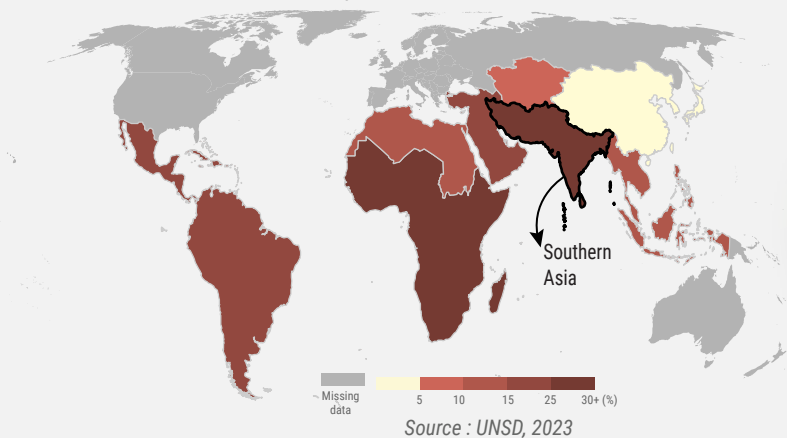 Southern
Asia
Missing
data
5 10 15 25 30+ (%)
Source : UNSD, 2023